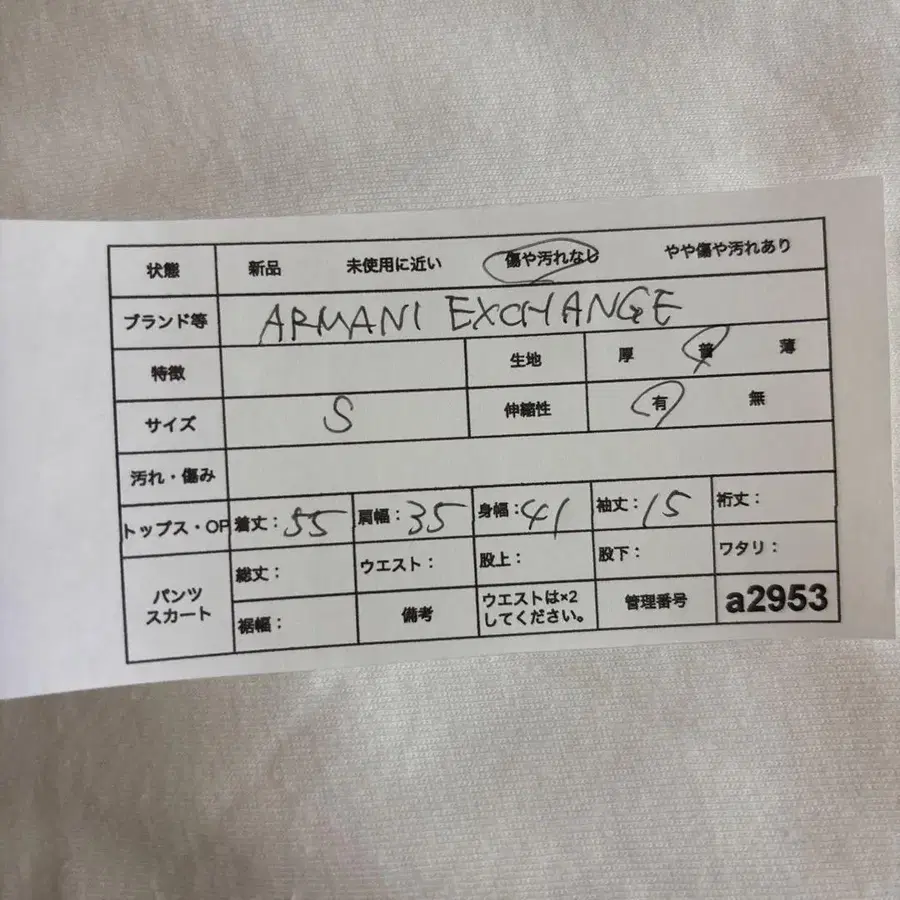 状態 新品 未使用に近い 傷や汚れなし やや傷や汚れあり
ブランド等 ARMANI EXCHANGE
特徴 生地 厚 普 薄
サイズ S 伸縮性 有 無
汚れ・傷み
トップス・OP 着丈：55 肩幅：35 身幅：41 袖丈：15 裄丈：
パンツ
スカート
総丈： ウエスト： 股上： 股下： ワタリ：
裾幅： 備考 ウエストは×2
してください。
管理番号 a2953